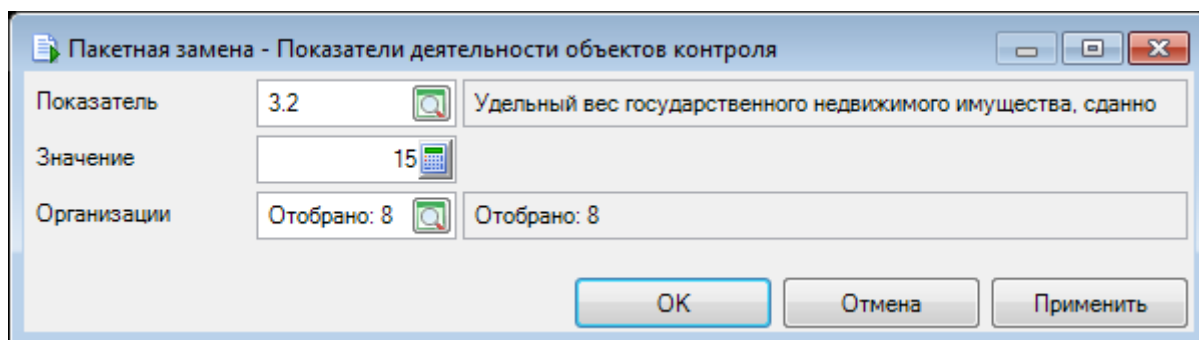 Пакетная замена - Показатели деятельности объектов контроля
Показатель 3.2 Удельный вес государственного недвижимого имущества, сданно
Значение 15
Организации Отобрано: 8 Отобрано: 8
OK Отмена Применить